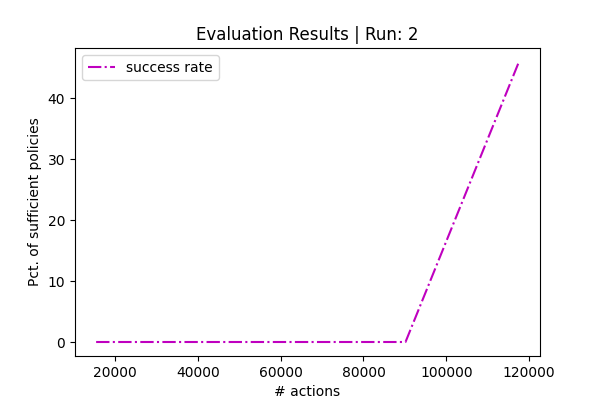 Evaluation Results | Run: 2
success rate
Pct. of sufficient policies
40
30
20
10
0
20000 40000 60000 80000 100000 120000
# actions